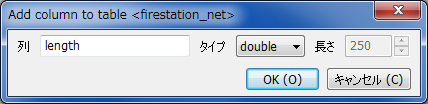 Add column to table <firestation_net>
列 length タイプ double 長さ 250
OK (O) キャンセル (C)